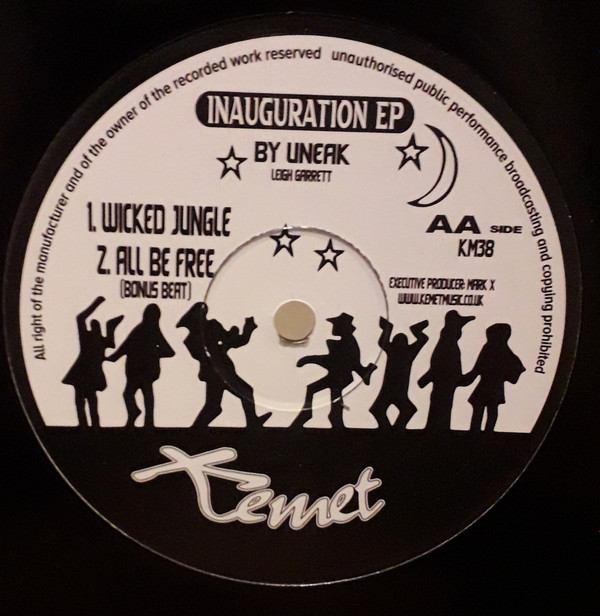 All right of the manufacturer and of the owner of the recorded work reserved unauthorised public performance broadcasting and copying prohibited
INAUGURATION EP
BY UNEAK
LEIGH GARRETT
1. WICKED JUNGLE
2. ALL BE FREE
(BONUS BEAT)
AA SIDE
KM38
EXECUTIVE PRODUCER: MARK X
WWW.KEMETMUSIC.CO.UK
Kemet